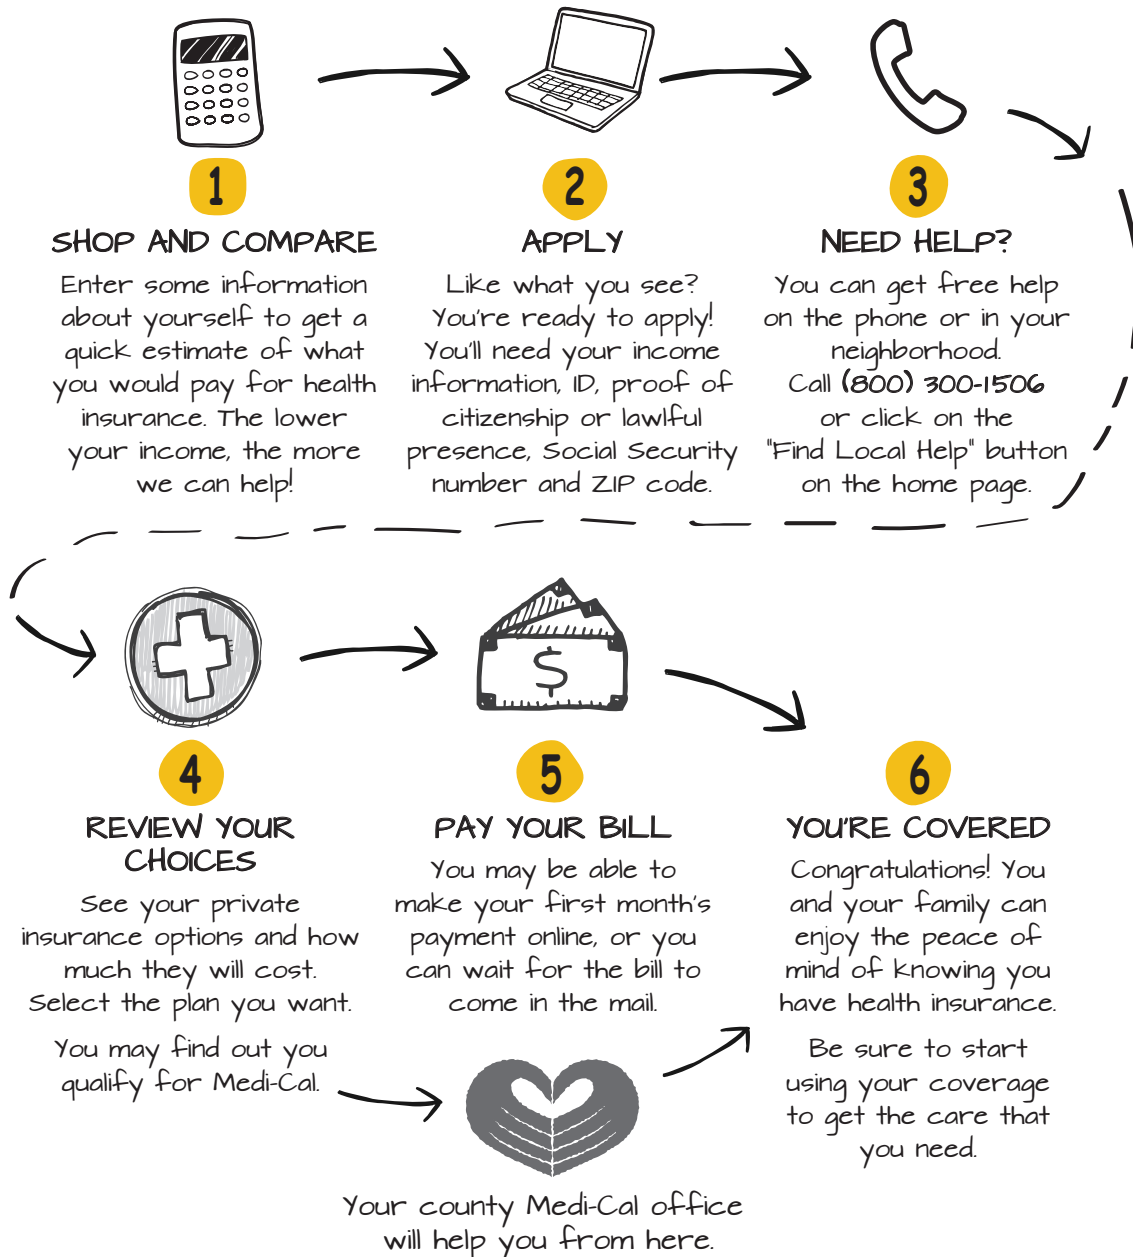 1
SHOP AND COMPARE
Enter some information
about yourself to get a
quick estimate of what
you would pay for health
insurance. The lower
your income, the more
we can help!
2
APPLY
Like what you see?
You're ready to apply!
You'll need your income
information, ID, proof of
citizenship or lawlful
presence, Social Security
number and ZIP code.
3
NEED HELP?
You can get free help
on the phone or in your
neighborhood.
Call (800) 300-1506
or click on the
"Find Local Help" button
on the home page.
4
REVIEW YOUR
CHOICES
See your private
insurance options and how
much they will cost.
Select the plan you want.
You may find out you
qualify for Medi-Cal.
$
5
PAY YOUR BILL
You may be able to
make your first month's
payment online, or you
can wait for the bill to
come in the mail.
Your county Medi-Cal office
will help you from here.
6
YOU'RE COVERED
Congratulations! You
and your family can
enjoy the peace of
mind of knowing you
have health insurance.
Be sure to start
using your coverage
to get the care that
you need.